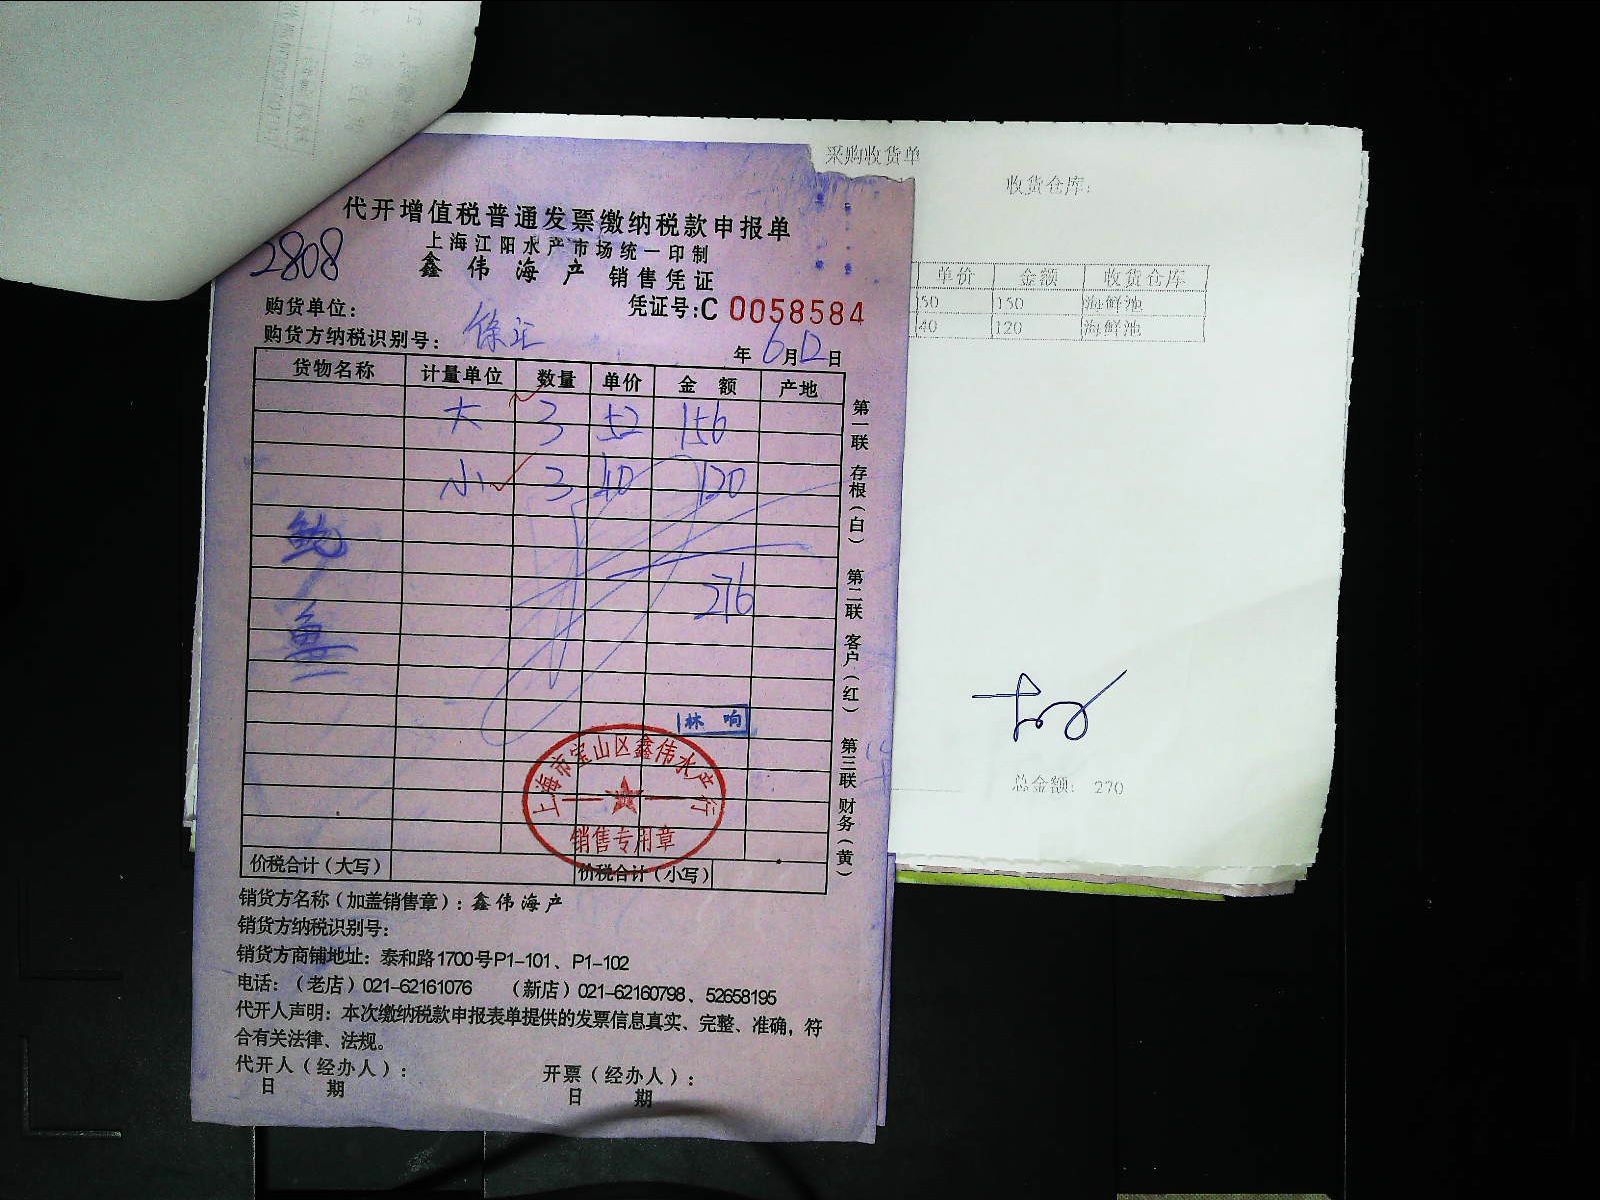 采购收货单
收货仓库：
单价 金额 收货仓库
150 150 海鲜池
40 120 海鲜池
总金额： 270
代开增值税普通发票缴纳税款申报单
上海江阳水产市场统一印制
鑫伟海产 销售凭证
2808
购货单位：
凭证号：C 0058584
购货方纳税识别号：
年 6月12日
货物名称 计量单位 数量 单价 金额 产地
大 3 52 156
小 3 40 120
鲍鱼
276
林响
上海市宝山区鑫伟水产行
销售专用章
价税合计（大写） 价税合计（小写）
第一联 存根（白） 第二联 客户（红） 第三联 财务（黄）
销货方名称（加盖销售章）：鑫伟海产
销货方纳税识别号：
销货方商铺地址：泰和路1700号P1-101、P1-102
电话：（老店）021-62161076 （新店）021-62160798、52658195
代开人声明：本次缴纳税款申报表单提供的发票信息真实、完整、准确，符
合有关法律、法规。
代开人（经办人）： 开票（经办人）：
日 期 日 期